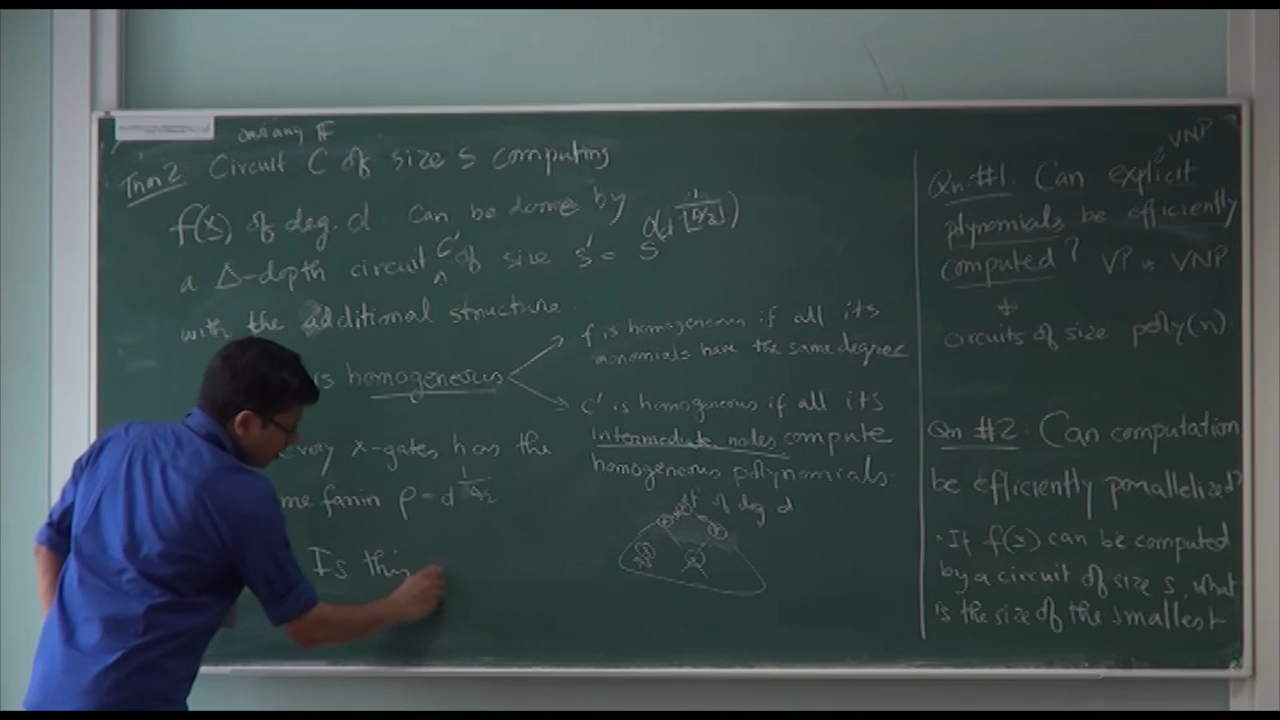 over any F
Thm 2 Circuit C of size s computing
f(x) of deg. d can be done by
a Δ-depth circuit C' of size s' = s^{O(d^{1/⌊Δ/2⌋})}
with the additional structure.
is homogeneous
every x-gates has the
fanin ρ = d^{1/⌊Δ/2⌋}
Is this
f is homogeneous if all its
monomials have the same degree
C' is homogeneous if all its
intermediate nodes compute
homogeneous polynomials
f of deg d
VNP
Qn #1. Can explicit
plynomials be efficiently
computed? VP vs VNP
circuits of size poly(n)
Qn #2: Can computation
be efficiently parallelized?
· If f(x) can be computed
by a circuit of size s, what
is the size of the smallest